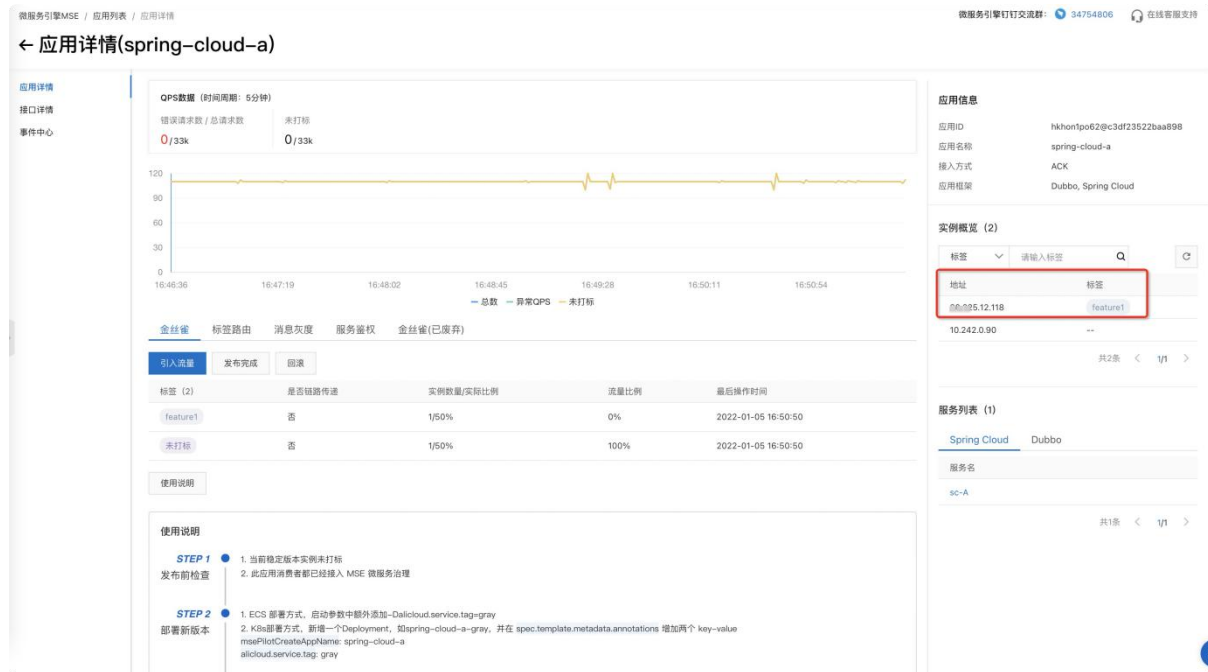 微服务引擎MSE / 应用列表 / 应用详情
微服务引擎钉钉交流群： 34754806 在线客服支持
← 应用详情(spring-cloud-a)
应用详情
接口详情
事件中心
QPS数据（时间周期：5分钟）
错误请求数 / 总请求数 未打标
0/33k 0/33k
120
90
60
30
0
16:46:36 16:47:19 16:48:02 16:48:45 16:49:28 16:50:11 16:50:54
总数 异常QPS 未打标
金丝雀 标签路由 消息灰度 服务鉴权 金丝雀(已废弃)
引入流量 发布完成 回滚
标签（2） 是否链路传递 实例数量/实际比例 流量比例 最后操作时间
feature1 否 1/50% 0% 2022-01-05 16:50:50
未打标 否 1/50% 100% 2022-01-05 16:50:50
使用说明
使用说明
STEP 1 1. 当前稳定版本实例未打标
发布前检查 2. 此应用消费者都已经接入 MSE 微服务治理
STEP 2 1. ECS 部署方式，启动参数中额外添加-Dalicloud.service.tag=gray
部署新版本 2. K8s部署方式，新增一个Deployment，如spring-cloud-a-gray，并在 spec.template.metadata.annotations 增加两个 key-value
msePilotCreateAppName: spring-cloud-a
alicloud.service.tag: gray
应用信息
应用ID hkhon1po62@c3df23522baa898
应用名称 spring-cloud-a
接入方式 ACK
应用框架 Dubbo, Spring Cloud
实例概览（2）
标签 请输入标签
地址 标签
5.12.118 feature1
10.242.0.90 --
共2条 1/1
服务列表（1）
Spring Cloud Dubbo
服务名
sc-A
共1条 1/1